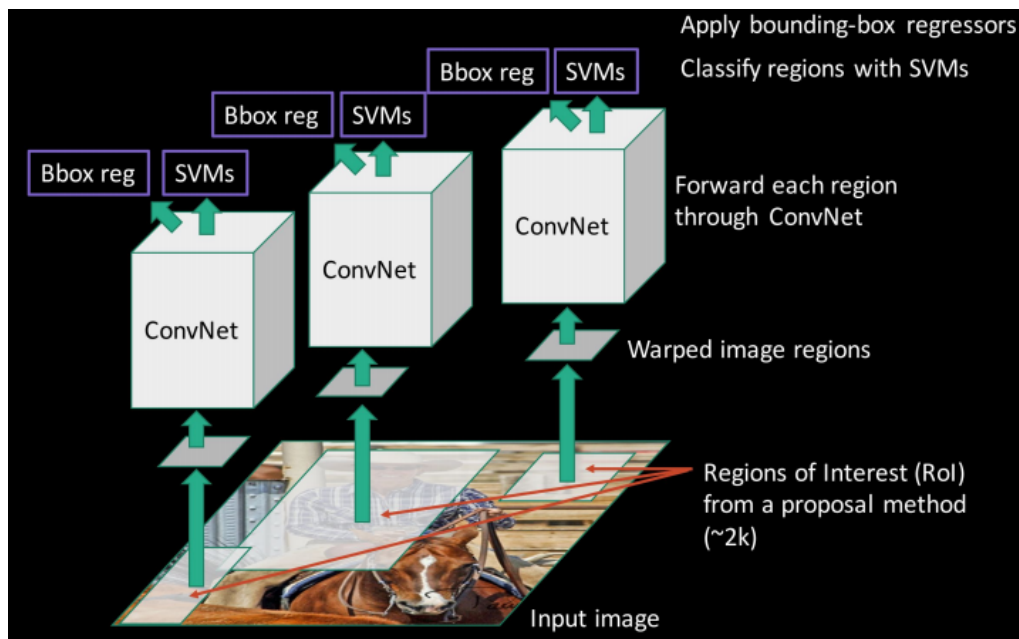 Apply bounding-box regressors
Bbox reg
SVMs
Classify regions with SVMs
Bbox reg
SVMs
Bbox reg
SVMs
ConvNet
Forward each region
through ConvNet
ConvNet
ConvNet
Warped image regions
Regions of Interest (RoI)
from a proposal method
(~2k)
Input image